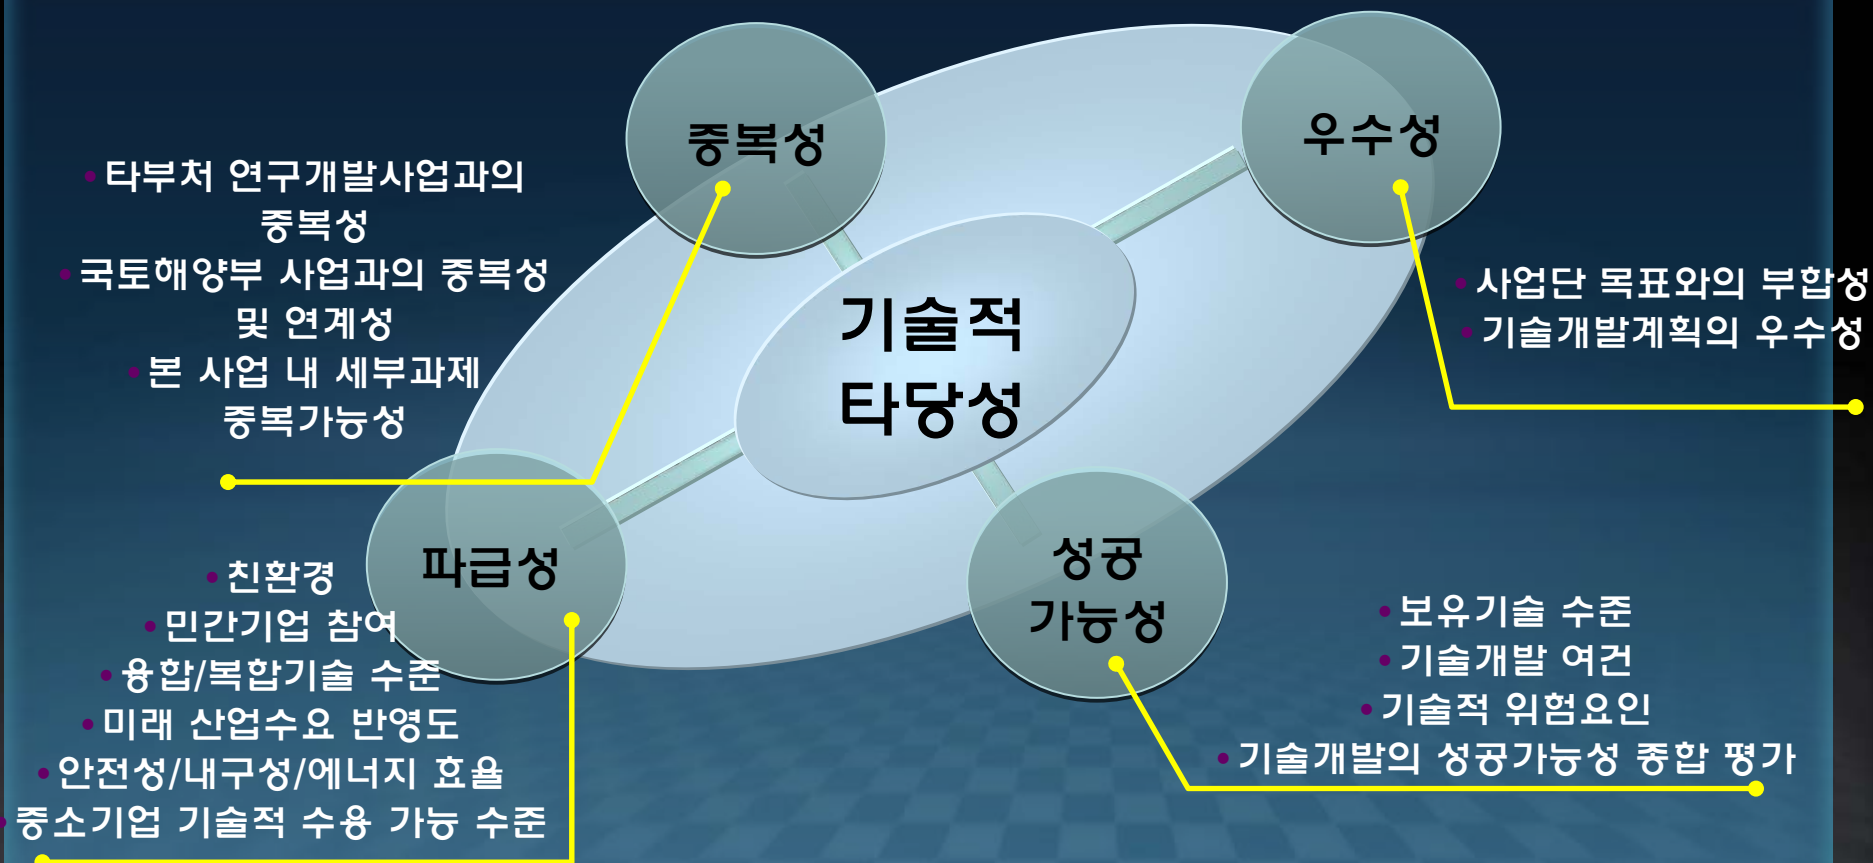 중복성
• 타부처 연구개발사업과의
중복성
• 국토해양부 사업과의 중복성
및 연계성
• 본 사업 내 세부과제
중복가능성
우수성
• 사업단 목표와의 부합성
• 기술개발계획의 우수성
기술적
타당성
파급성
• 친환경
• 민간기업 참여
• 융합/복합기술 수준
• 미래 산업수요 반영도
• 안전성/내구성/에너지 효율
• 중소기업 기술적 수용 가능 수준
성공
가능성
• 보유기술 수준
• 기술개발 여건
• 기술적 위험요인
• 기술개발의 성공가능성 종합 평가